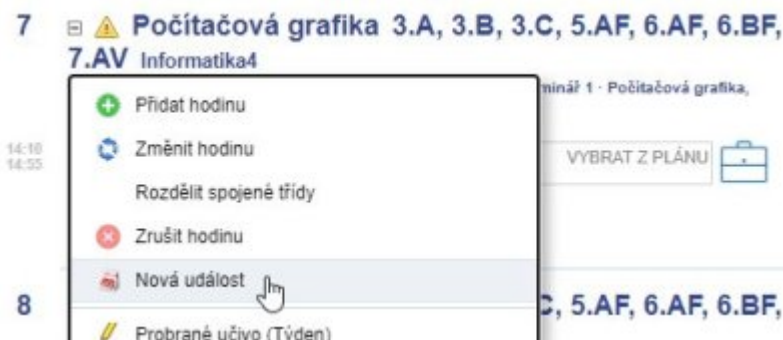 7 Počítačová grafika 3.A, 3.B, 3.C, 5.AF, 6.AF, 6.BF,
7.AV Informatika4
minář 1 · Počítačová grafika,
Přidat hodinu
14:10
14:55
Změnit hodinu
VYBRAT Z PLÁNU
Rozdělit spojené třídy
Zrušit hodinu
Nová událost
8
C, 5.AF, 6.AF, 6.BF,
Probrané učivo (Týden)